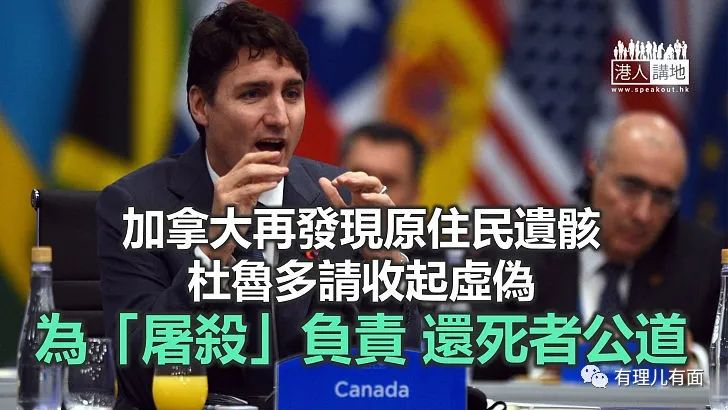 港人講地
www.speakout.hk
加拿大再發現原住民遺骸
杜魯多請收起虛偽
為「屠殺」負責 還死者公道
Canada
有理儿有面